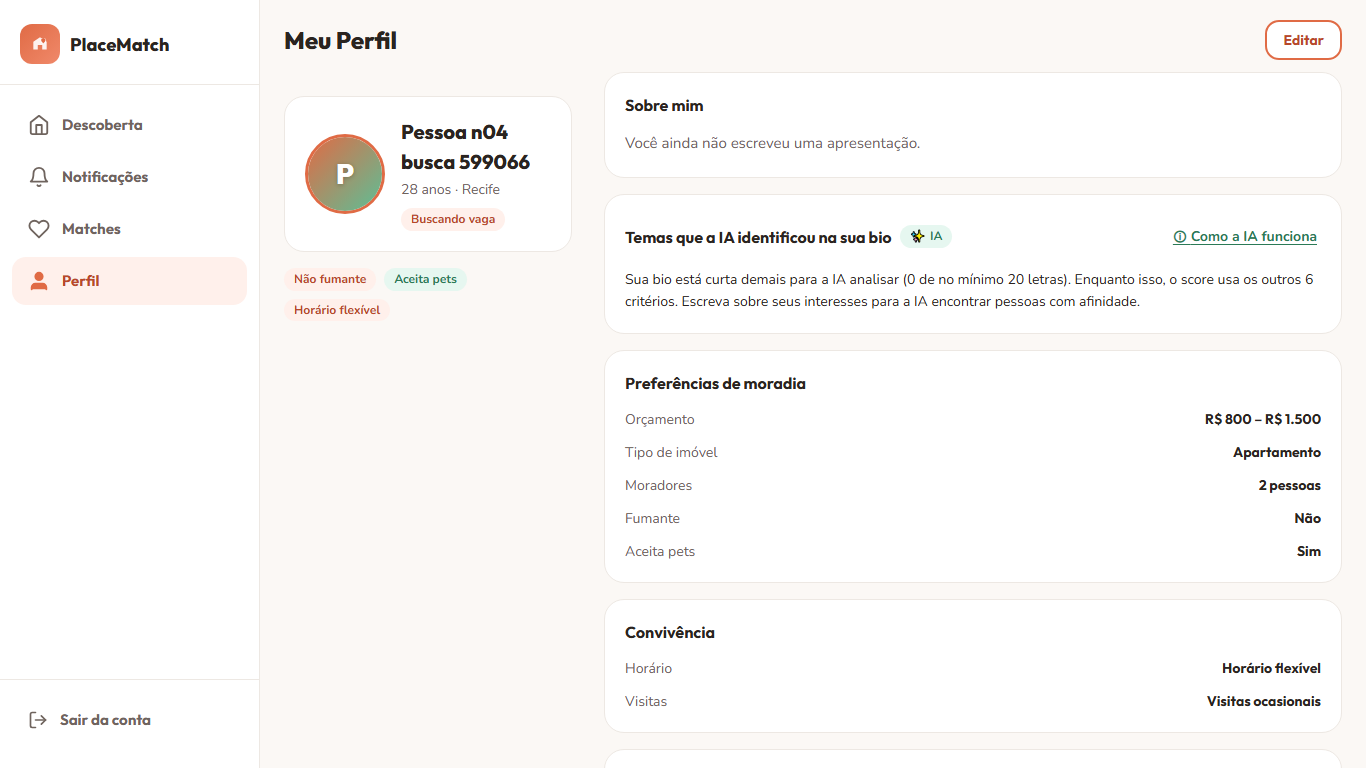 PlaceMatch
Descoberta
Notificações
Matches
Perfil
Sair da conta
Meu Perfil
Editar
P
Pessoa n04
busca 599066
28 anos · Recife
Buscando vaga
Não fumante
Aceita pets
Horário flexível
Sobre mim
Você ainda não escreveu uma apresentação.
Temas que a IA identificou na sua bio
✨ IA
Como a IA funciona
Sua bio está curta demais para a IA analisar (0 de no mínimo 20 letras). Enquanto isso, o score usa os outros 6
critérios. Escreva sobre seus interesses para a IA encontrar pessoas com afinidade.
Preferências de moradia
Orçamento R$ 800 – R$ 1.500
Tipo de imóvel Apartamento
Moradores 2 pessoas
Fumante Não
Aceita pets Sim
Convivência
Horário Horário flexível
Visitas Visitas ocasionais